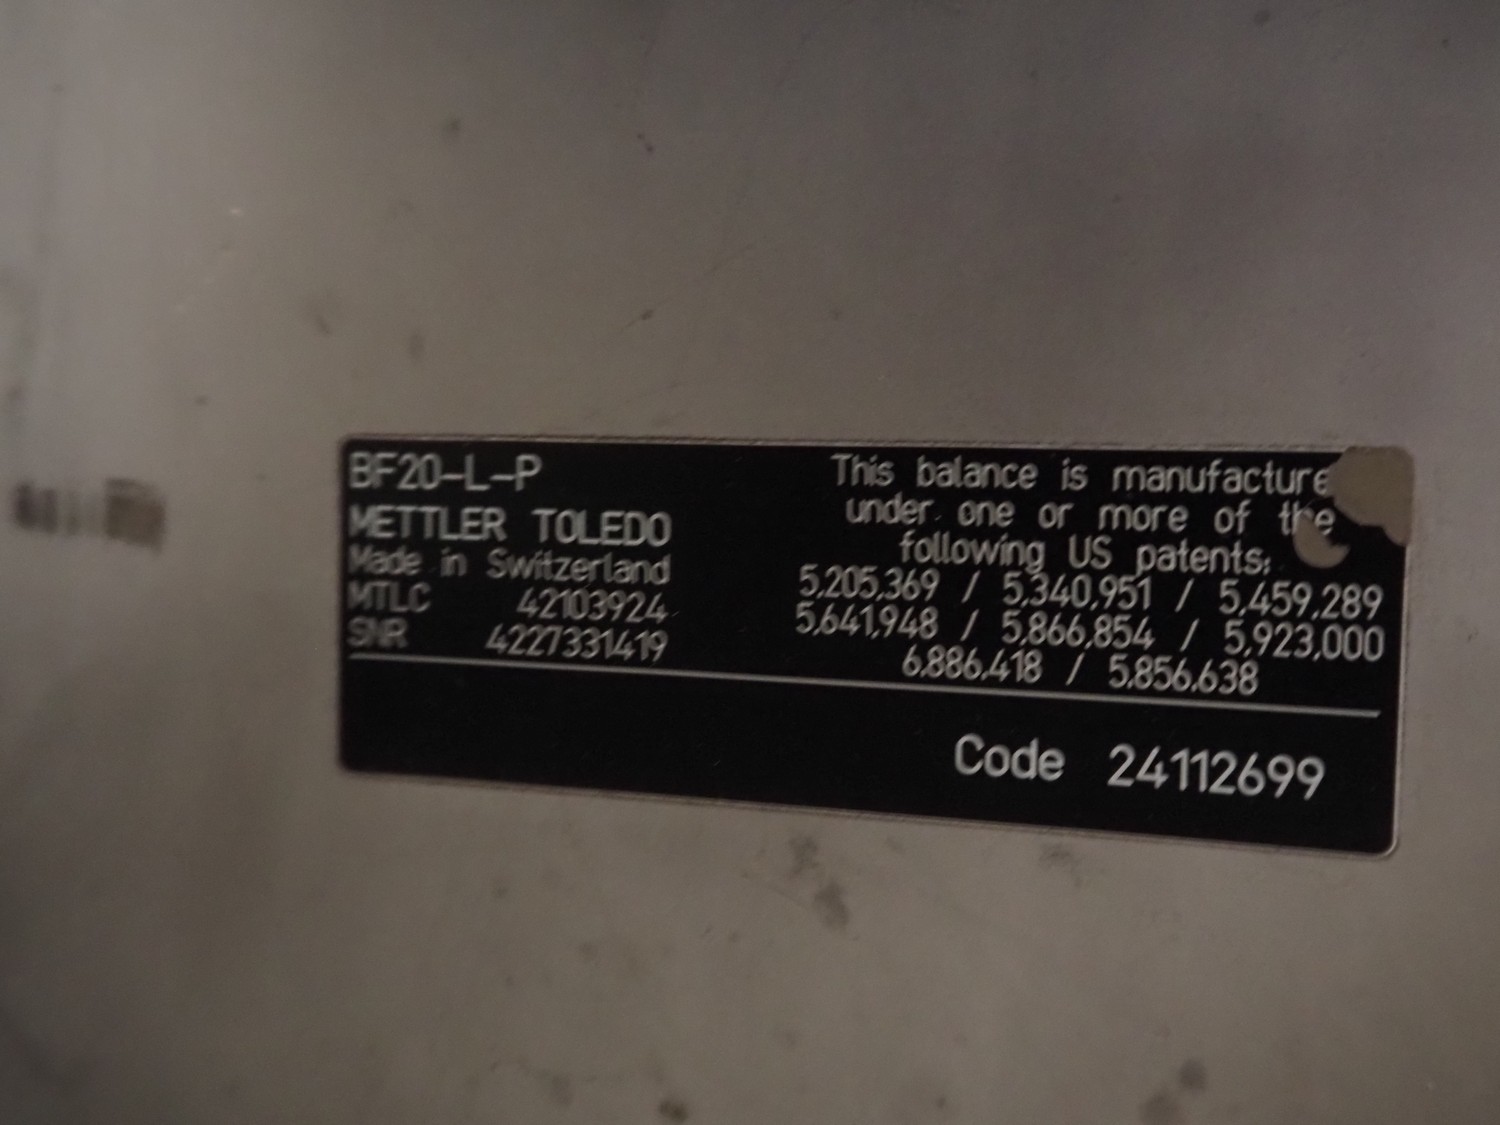 BF20-L-P
METTLER TOLEDO
Made in Switzerland
MTLC 42103924
SNR 4227331419
This balance is manufacture
under one or more of the
following US patents:
5,205,369 / 5,340,951 / 5,459,289
5,641,948 / 5,866,854 / 5,923,000
6,886,418 / 5,856,638
Code 24112699